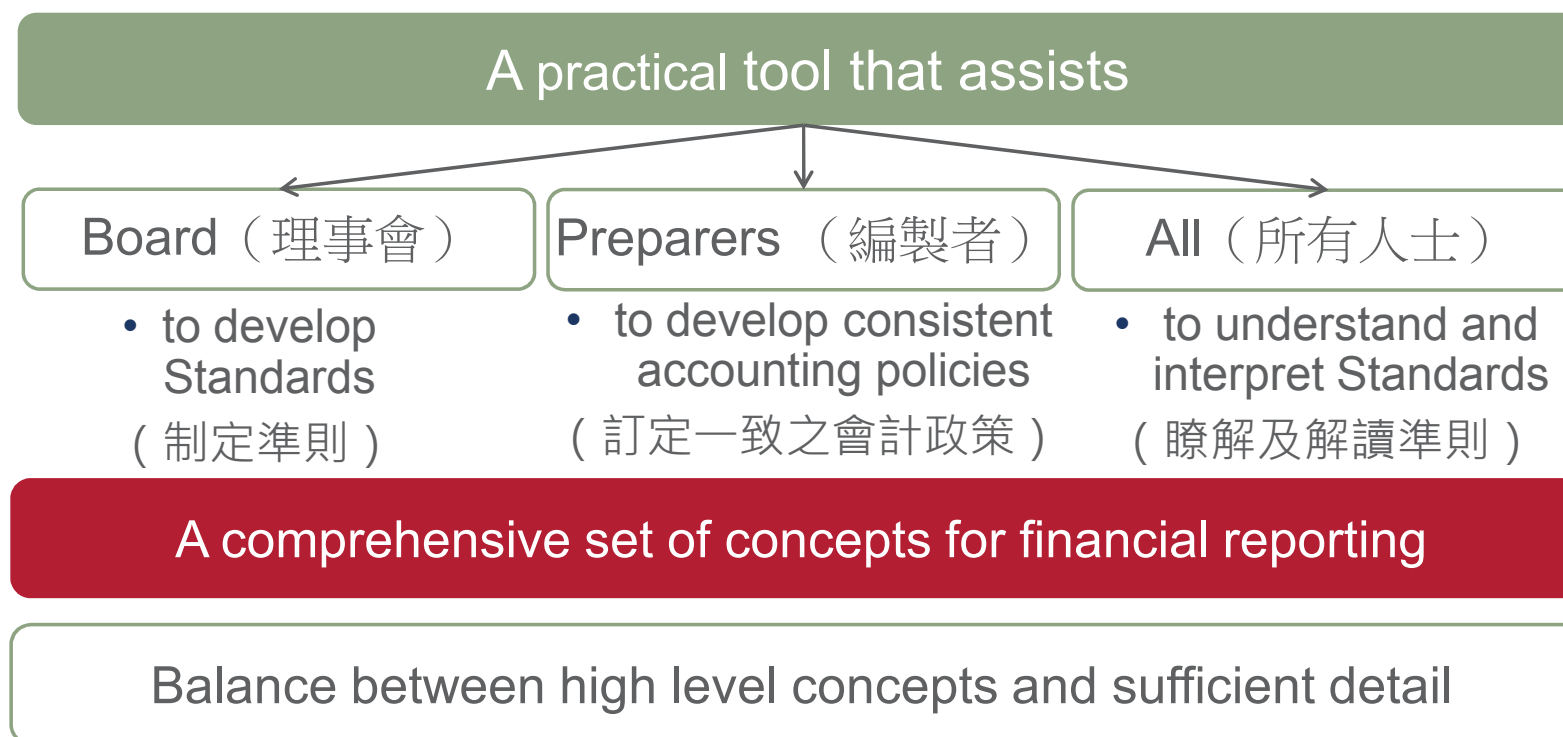 A practical tool that assists
Board（理事會）
Preparers （編製者）
All（所有人士）
• to develop
Standards
（制定準則）
• to develop consistent
accounting policies
（訂定一致之會計政策）
• to understand and
interpret Standards
（瞭解及解讀準則）
A comprehensive set of concepts for financial reporting
Balance between high level concepts and sufficient detail